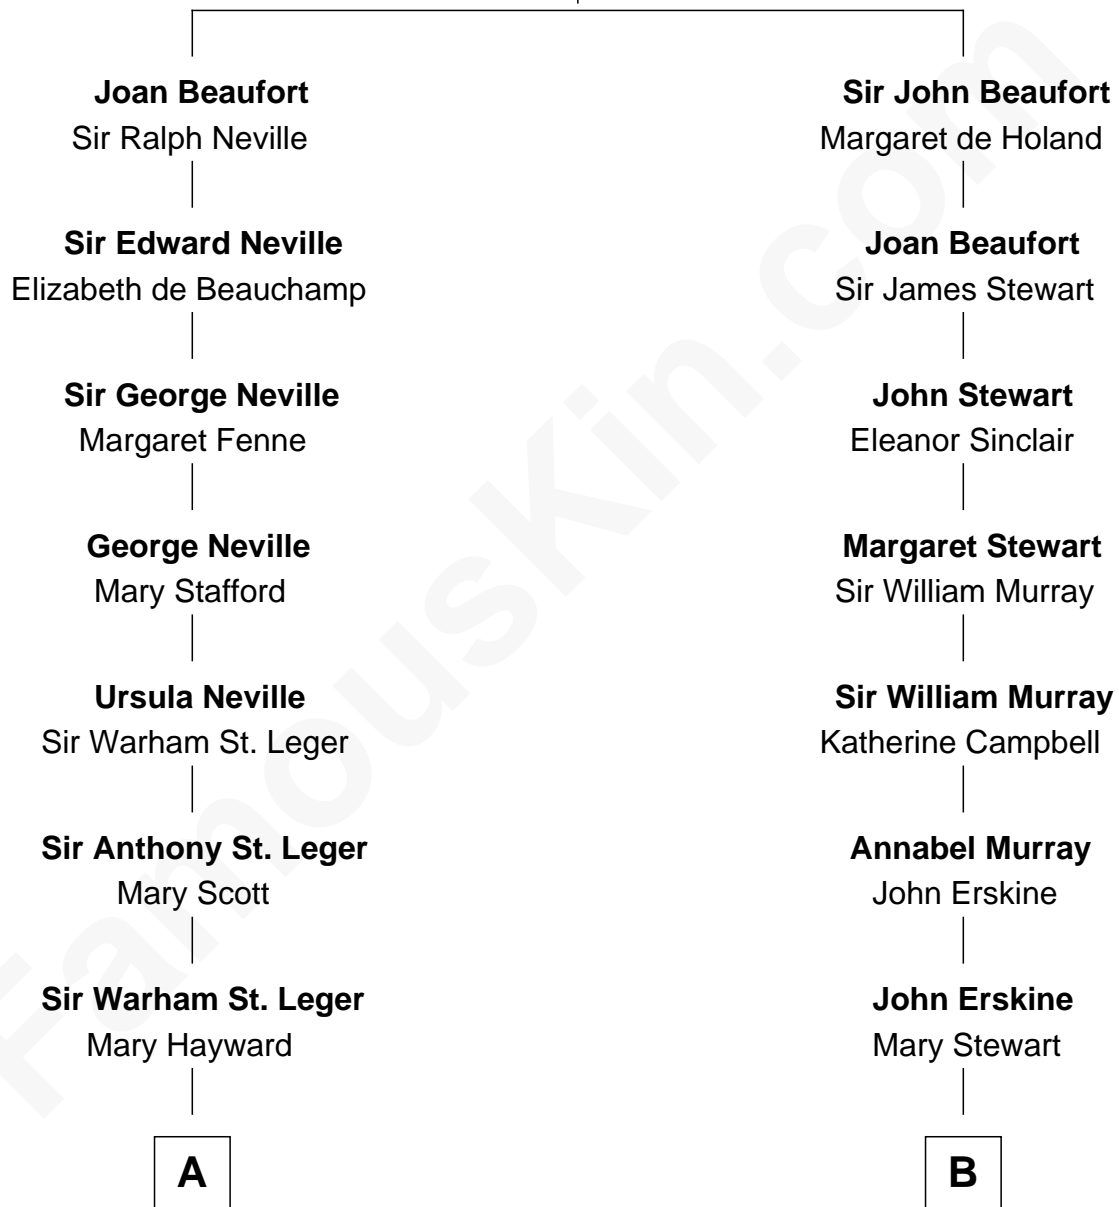 Joan Beaufort
Sir Ralph Neville
Sir Edward Neville
Elizabeth de Beauchamp
Sir George Neville
Margaret Fenne
George Neville
Mary Stafford
Ursula Neville
Sir Warham St. Leger
Sir Anthony St. Leger
Mary Scott
Sir Warham St. Leger
Mary Hayward
A
Sir John Beaufort
Margaret de Holand
Joan Beaufort
Sir James Stewart
John Stewart
Eleanor Sinclair
Margaret Stewart
Sir William Murray
Sir William Murray
Katherine Campbell
Annabel Murray
John Erskine
John Erskine
Mary Stewart
B
FamousKin.com